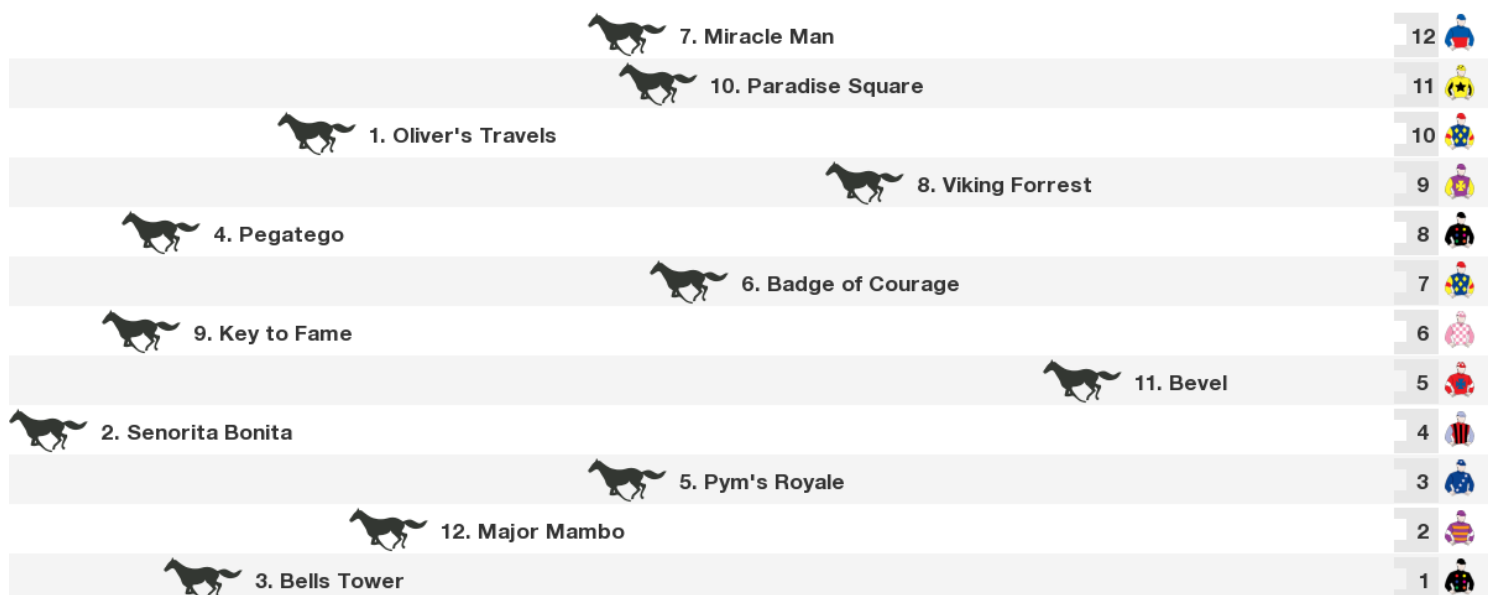 7. Miracle Man 12
10. Paradise Square 11
1. Oliver's Travels 10
8. Viking Forrest 9
4. Pegatego 8
6. Badge of Courage 7
9. Key to Fame 6
11. Bevel 5
2. Senorita Bonita 4
5. Pym's Royale 3
12. Major Mambo 2
3. Bells Tower 1